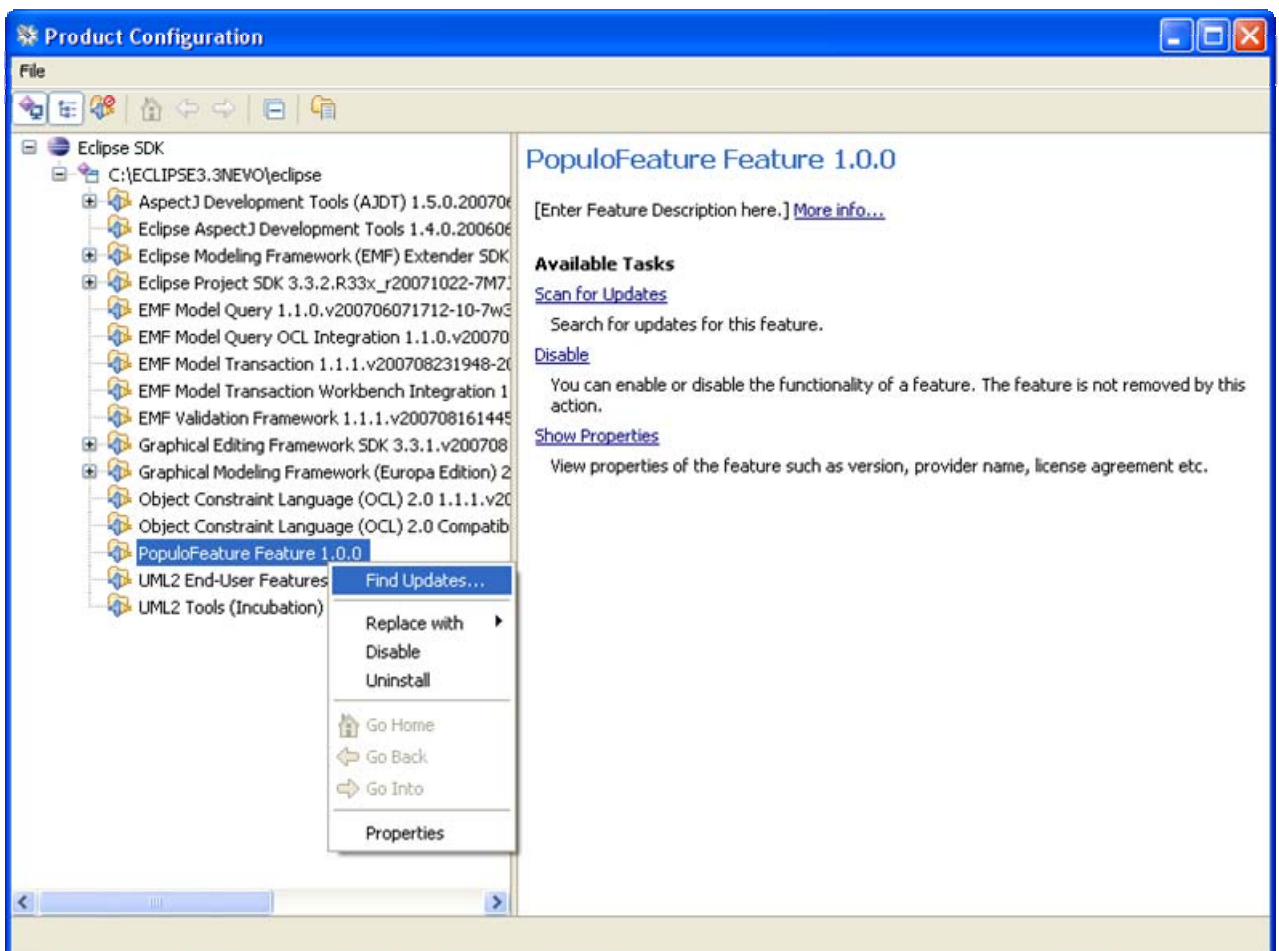 Product Configuration
File
Eclipse SDK
C:\ECLIPSE3.3NEVO\eclipse
AspectJ Development Tools (AJDT) 1.5.0.20070
Eclipse AspectJ Development Tools 1.4.0.200606
Eclipse Modeling Framework (EMF) Extender SDK
Eclipse Project SDK 3.3.2.R33x_r20071022-7M7
EMF Model Query 1.1.0.v200706071712-10-7w3
EMF Model Query OCL Integration 1.1.0.v20070
EMF Model Transaction 1.1.1.v200708231948-20
EMF Model Transaction Workbench Integration 1
EMF Validation Framework 1.1.1.v200708161445
Graphical Editing Framework SDK 3.3.1.v200708
Graphical Modeling Framework (Europa Edition) 2
Object Constraint Language (OCL) 2.0 1.1.1.v20
Object Constraint Language (OCL) 2.0 Compatib
PopuloFeature Feature 1.0.0
UML2 End-User Features
UML2 Tools (Incubation)
Find Updates...
Replace with
Disable
Uninstall
Go Home
Go Back
Go Into
Properties
PopuloFeature Feature 1.0.0
[Enter Feature Description here.] More info...
Available Tasks
Scan for Updates
Search for updates for this feature.
Disable
You can enable or disable the functionality of a feature. The feature is not removed by this
action.
Show Properties
View properties of the feature such as version, provider name, license agreement etc.